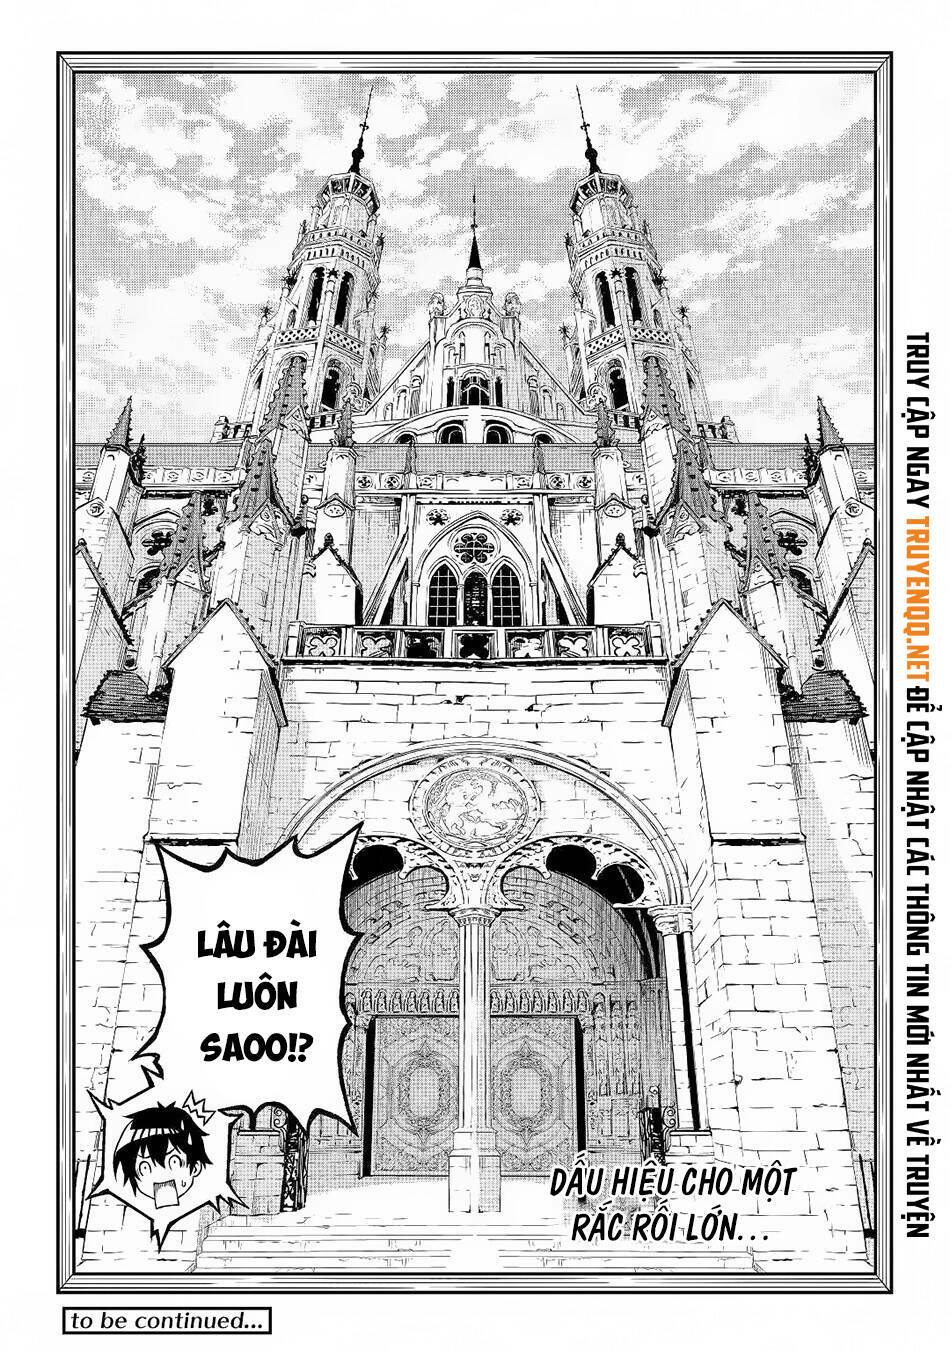 LÂU ĐÀI
LUÔN
SAOO!?
DẤU HIỆU CHO MỘT
RẮC RỐI LỚN...
to be continued...
TRUY CẬP NGAY TRUYENQQ.NET ĐỂ CẬP NHẬT CÁC THÔNG TIN MỚI NHẤT VỀ TRUYỆN